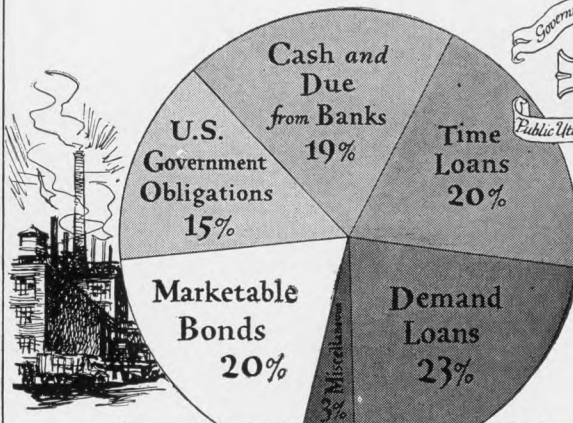 Cash and
Due
from Banks
19%
Time
Loans
20%
U.S.
Government
Obligations
15%
Marketable
Bonds
20%
3% Miscellaneous
Demand
Loans
23%
Public